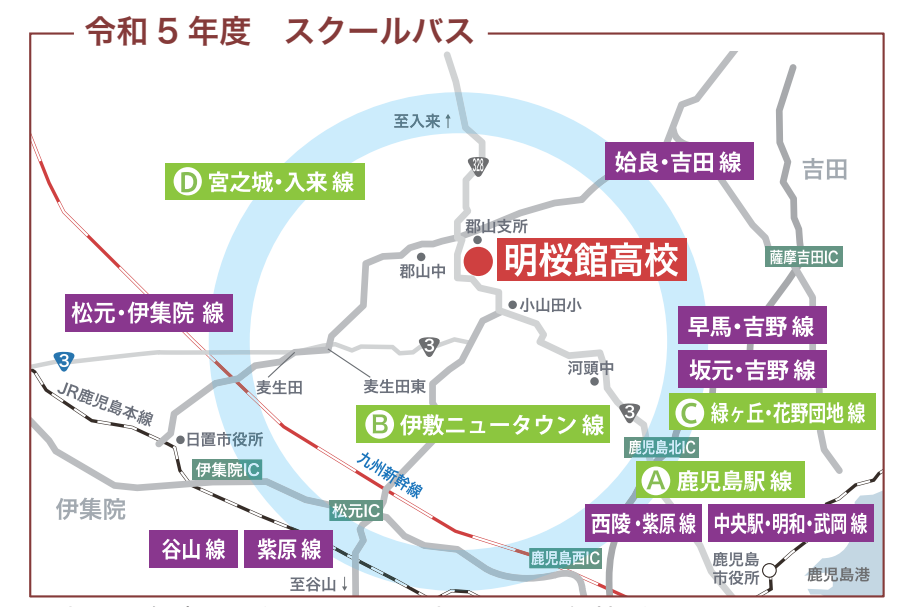 令和5年度　スクールバス
至入来↑
328
姶良・吉田 線
吉田
D 宮之城・入来 線
郡山支所
明桜館高校
薩摩吉田IC
郡山中
松元・伊集院 線
小山田小
早馬・吉野 線
3
3
坂元・吉野 線
河頭中
麦生田
麦生田東
JR鹿児島本線
3
C 緑ヶ丘・花野団地 線
B 伊敷ニュータウン 線
日置市役所
鹿児島北IC
伊集院IC
九州新幹線
A 鹿児島駅 線
伊集院
松元IC
西陵・紫原 線
中央駅・明和・武岡 線
谷山 線
紫原 線
鹿児島西IC
鹿児島
市役所
鹿児島港
至谷山↓